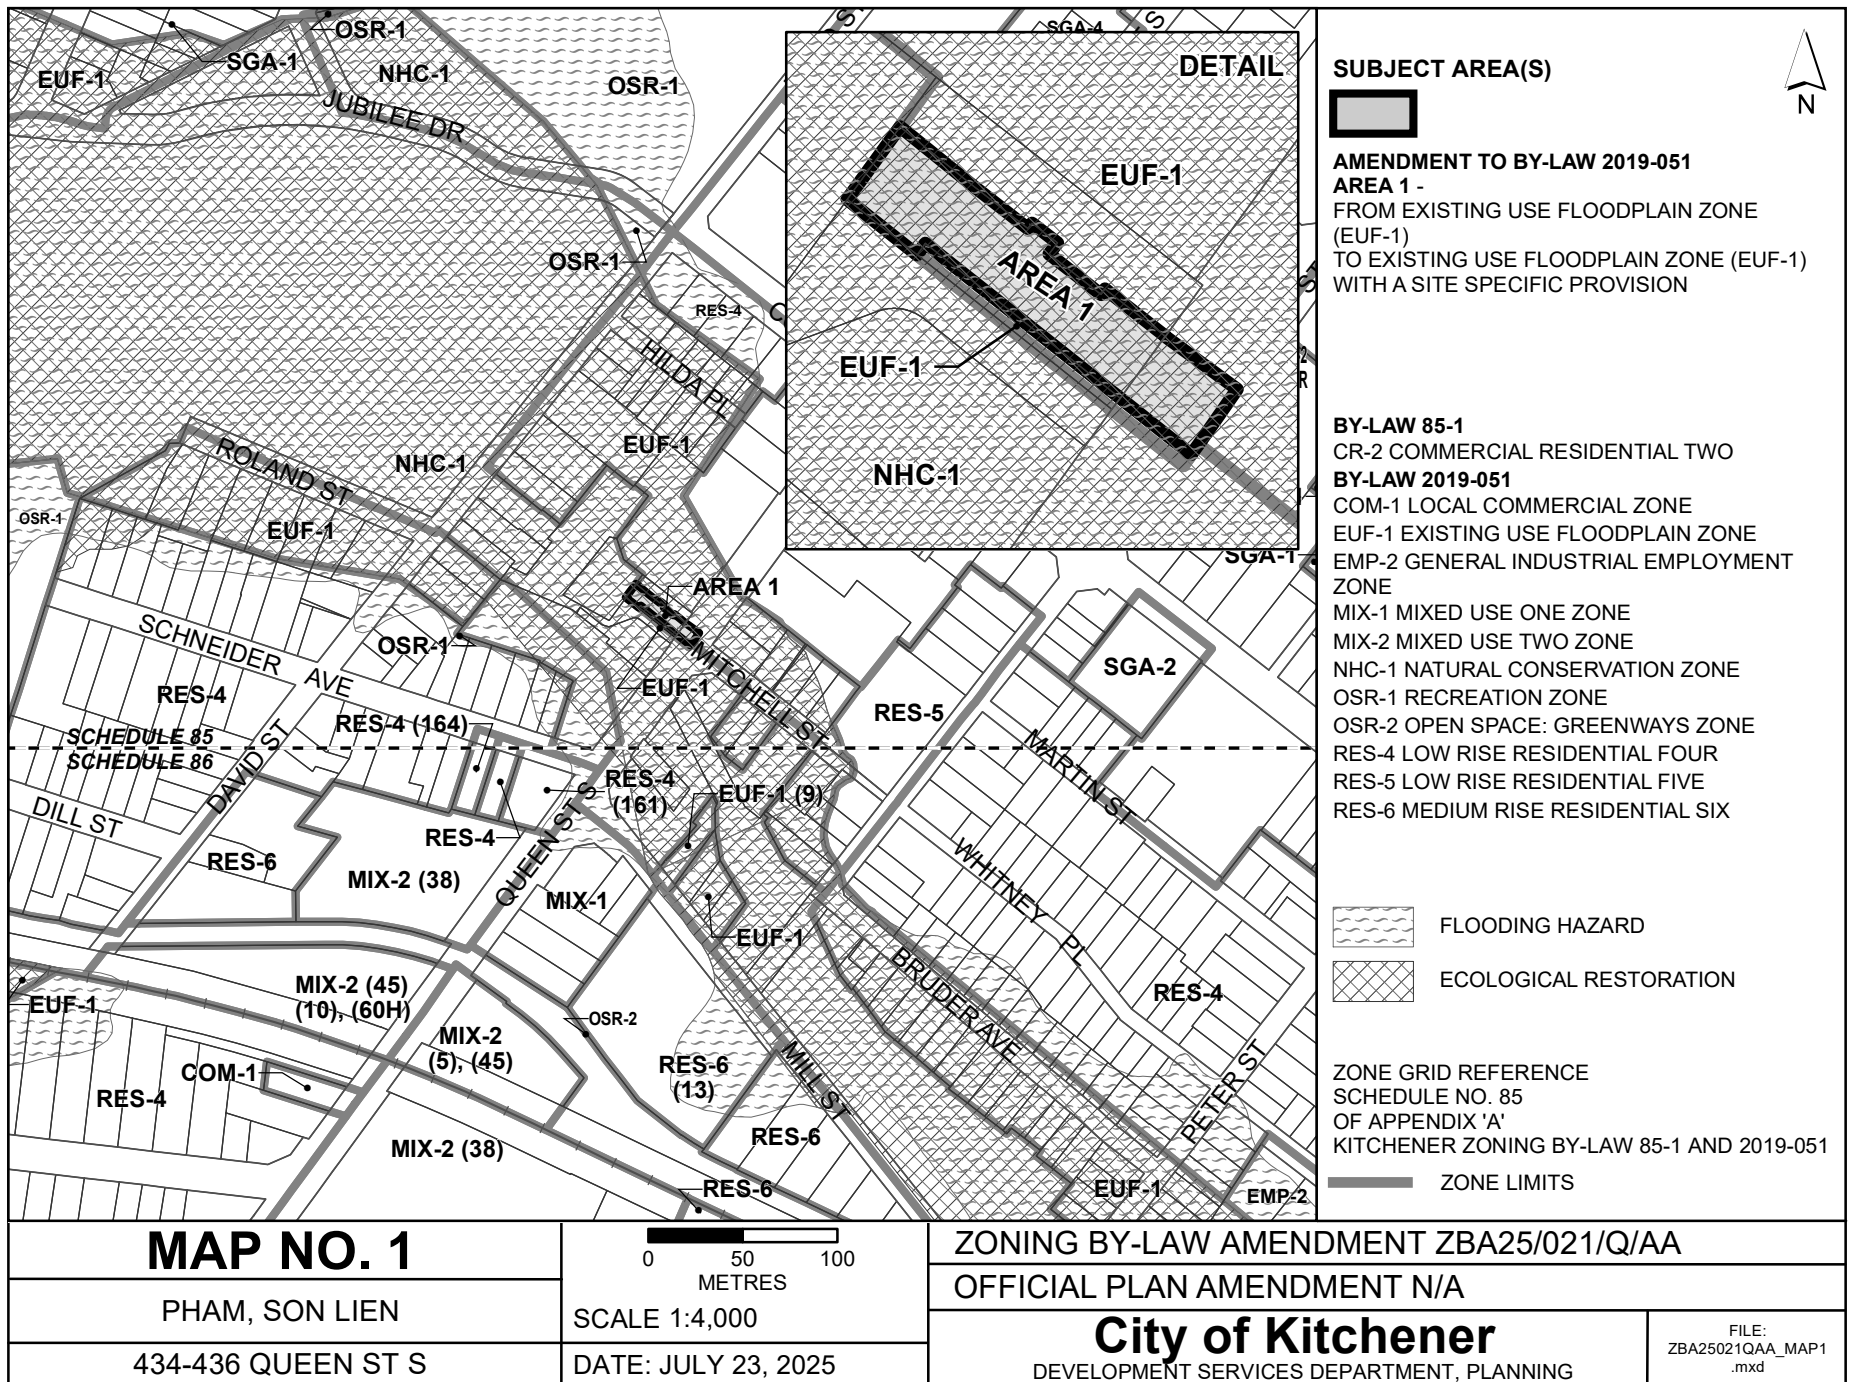 OSR-1
SGA-1
EUF-1
NHC-1
OSR-1
JUBILEE DR
OSR-1
RES-4
HILDA PL
EUF-1
ROLAND ST
NHC-1
OSR-1
EUF-1
SGA-4
DETAIL
EUF-1
AREA 1
EUF-1
NHC-1
SGA-1
AREA 1
SCHNEIDER AVE
OSR-1
MITCHELL ST
EUF-1
SGA-2
RES-4
RES-5
RES-4 (164)
SCHEDULE 85
SCHEDULE 86
DAVID ST
MARTIN ST
RES-4
(161)
EUF-1 (9)
DILL ST
RES-4
QUEEN ST S
RES-6
MIX-2 (38)
MIX-1
WHITNEY PL
EUF-1
BRUDER AVE
MIX-2 (45)
(10), (60H)
EUF-1
OSR-2
RES-4
MIX-2
(5), (45)
RES-6
(13)
MILL ST
COM-1
RES-4
PETER ST
RES-6
MIX-2 (38)
RES-6
EUF-1
EMP-2
SUBJECT AREA(S)
N
AMENDMENT TO BY-LAW 2019-051
AREA 1 -
FROM EXISTING USE FLOODPLAIN ZONE
(EUF-1)
TO EXISTING USE FLOODPLAIN ZONE (EUF-1)
WITH A SITE SPECIFIC PROVISION
BY-LAW 85-1
CR-2 COMMERCIAL RESIDENTIAL TWO
BY-LAW 2019-051
COM-1 LOCAL COMMERCIAL ZONE
EUF-1 EXISTING USE FLOODPLAIN ZONE
EMP-2 GENERAL INDUSTRIAL EMPLOYMENT
ZONE
MIX-1 MIXED USE ONE ZONE
MIX-2 MIXED USE TWO ZONE
NHC-1 NATURAL CONSERVATION ZONE
OSR-1 RECREATION ZONE
OSR-2 OPEN SPACE: GREENWAYS ZONE
RES-4 LOW RISE RESIDENTIAL FOUR
RES-5 LOW RISE RESIDENTIAL FIVE
RES-6 MEDIUM RISE RESIDENTIAL SIX
FLOODING HAZARD
ECOLOGICAL RESTORATION
ZONE GRID REFERENCE
SCHEDULE NO. 85
OF APPENDIX 'A'
KITCHENER ZONING BY-LAW 85-1 AND 2019-051
ZONE LIMITS
MAP NO. 1
PHAM, SON LIEN
434-436 QUEEN ST S
0 50 100
METRES
SCALE 1:4,000
DATE: JULY 23, 2025
ZONING BY-LAW AMENDMENT ZBA25/021/Q/AA
OFFICIAL PLAN AMENDMENT N/A
City of Kitchener
DEVELOPMENT SERVICES DEPARTMENT, PLANNING
FILE:
ZBA25021QAA_MAP1
.mxd